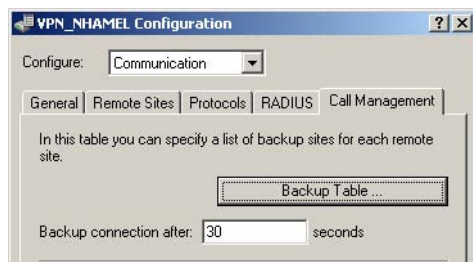 VPN_NHAMEL Configuration
Configure: Communication
General Remote Sites Protocols RADIUS Call Management
In this table you can specify a list of backup sites for each remote
site.
Backup Table ...
Backup connection after: 30 seconds